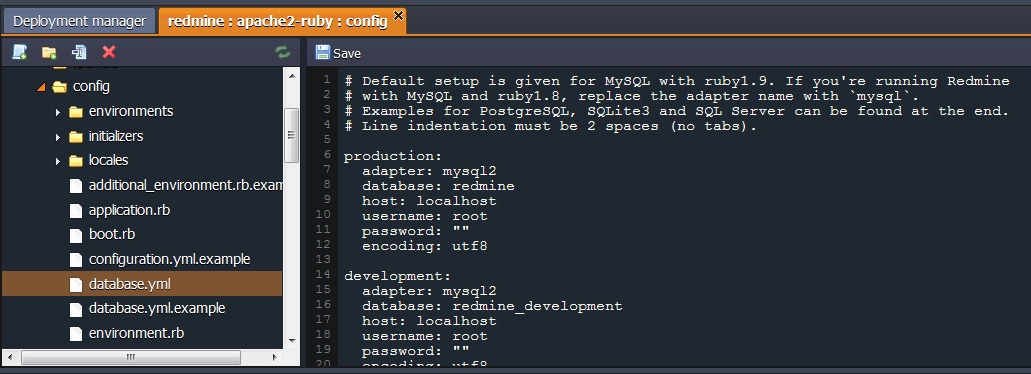 Deployment manager
redmine : apache2-ruby : config
Save
config
environments
initializers
locales
additional_environment.rb.exam
application.rb
boot.rb
configuration.yml.example
database.yml
database.yml.example
environment.rb
1 # Default setup is given for MySQL with ruby1.9. If you're running Redmine
2 # with MySQL and ruby1.8, replace the adapter name with `mysql`.
3 # Examples for PostgreSQL, SQLite3 and SQL Server can be found at the end.
4 # Line indentation must be 2 spaces (no tabs).
5
6 production:
7   adapter: mysql2
8   database: redmine
9   host: localhost
10   username: root
11   password: ""
12   encoding: utf8
13
14 development:
15   adapter: mysql2
16   database: redmine_development
17   host: localhost
18   username: root
19   password: ""
20   encoding: utf8